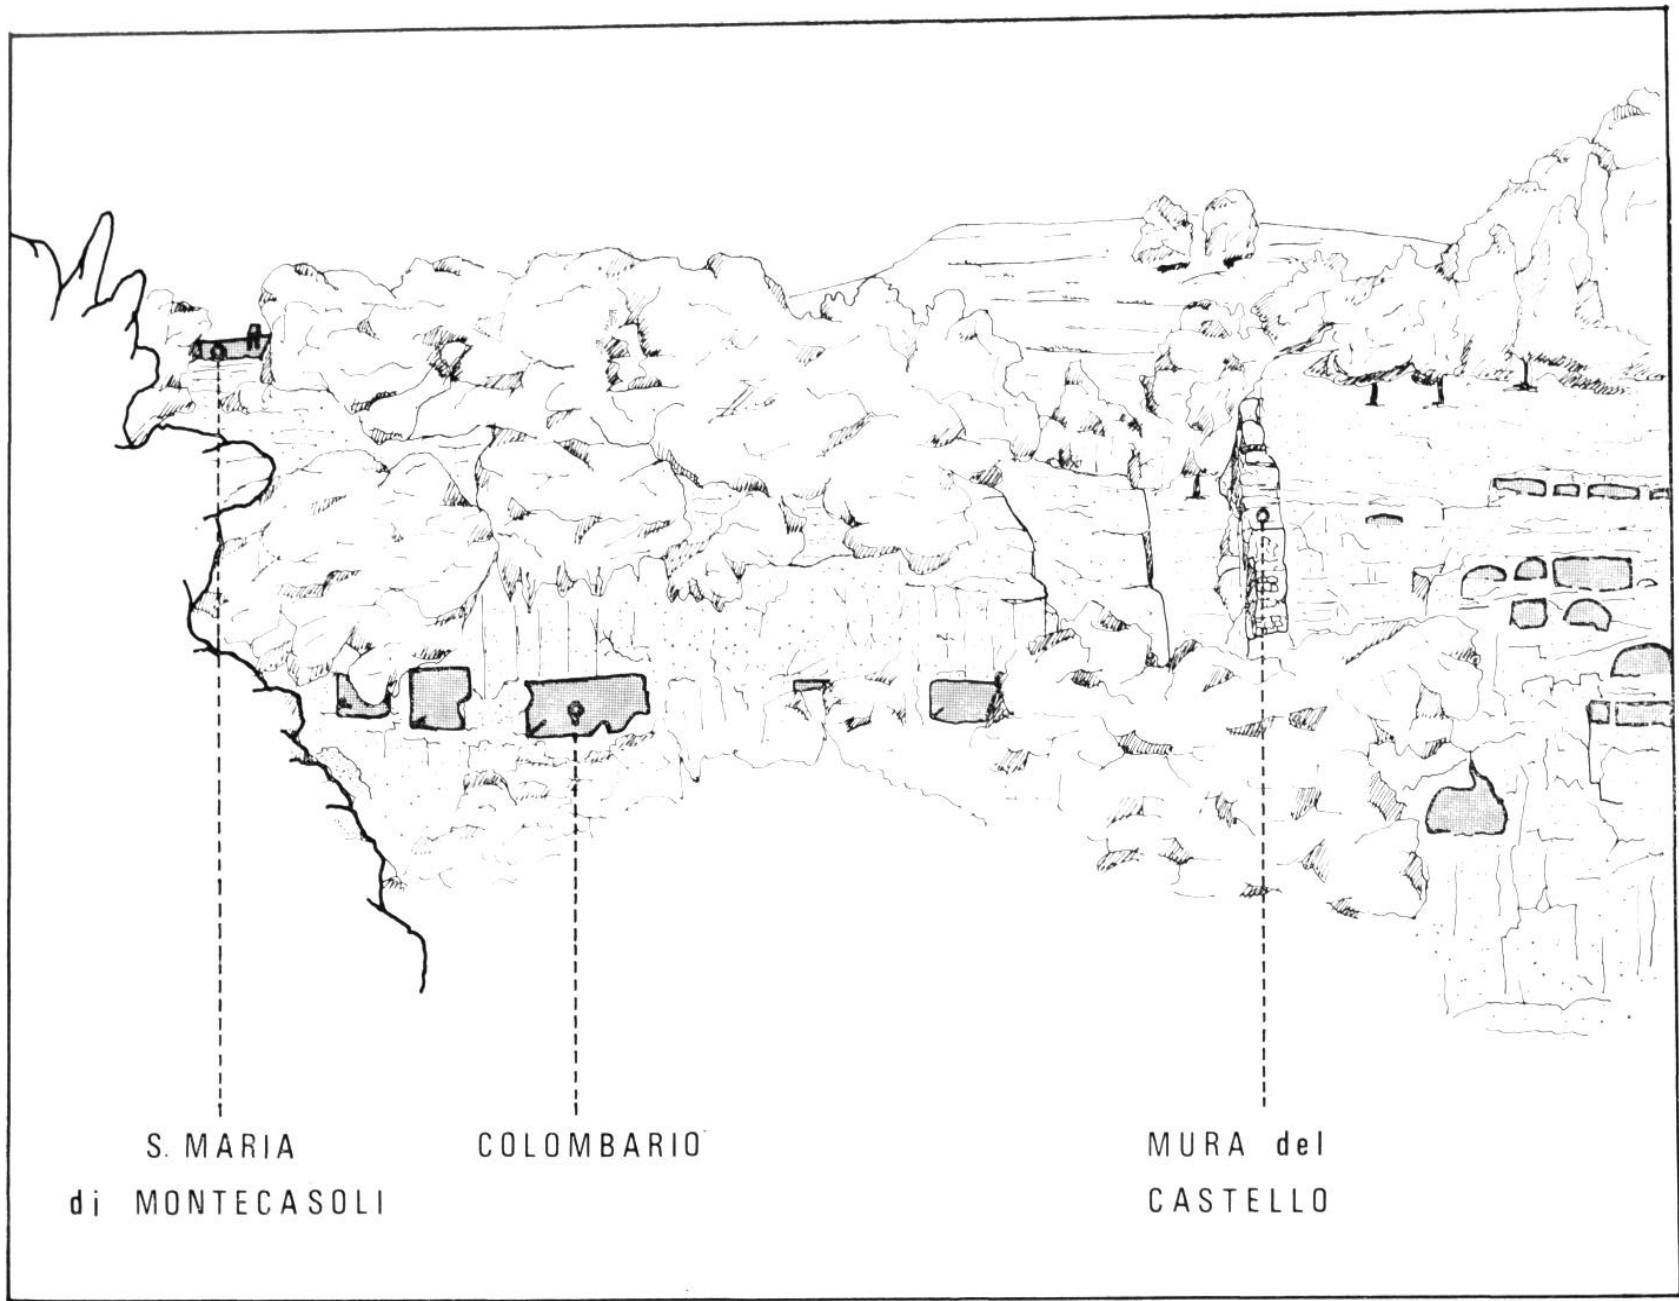 S. MARIA
di MONTECASOLI
COLOMBARIO
MURA del
CASTELLO